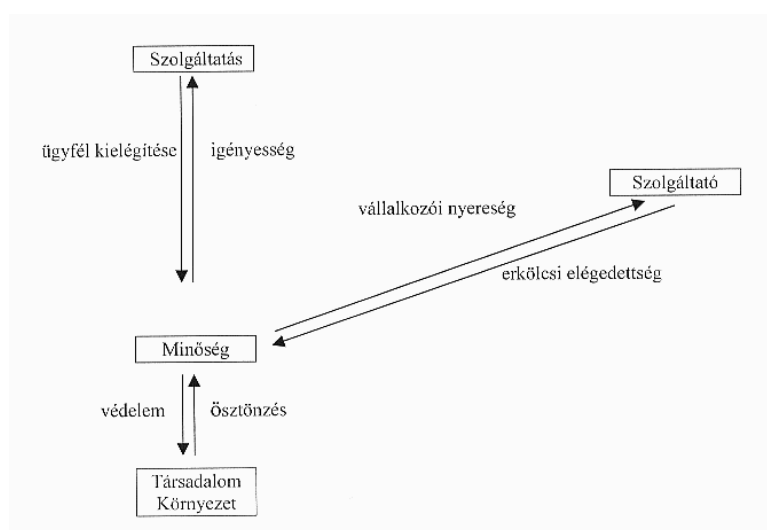 Szolgáltatás
ügyfél kielégítése
igényesség
Szolgáltató
vállalkozói nyereség
erkölcsi elégedettség
Minőség
védelem
ösztönzés
Társadalom
Környezet